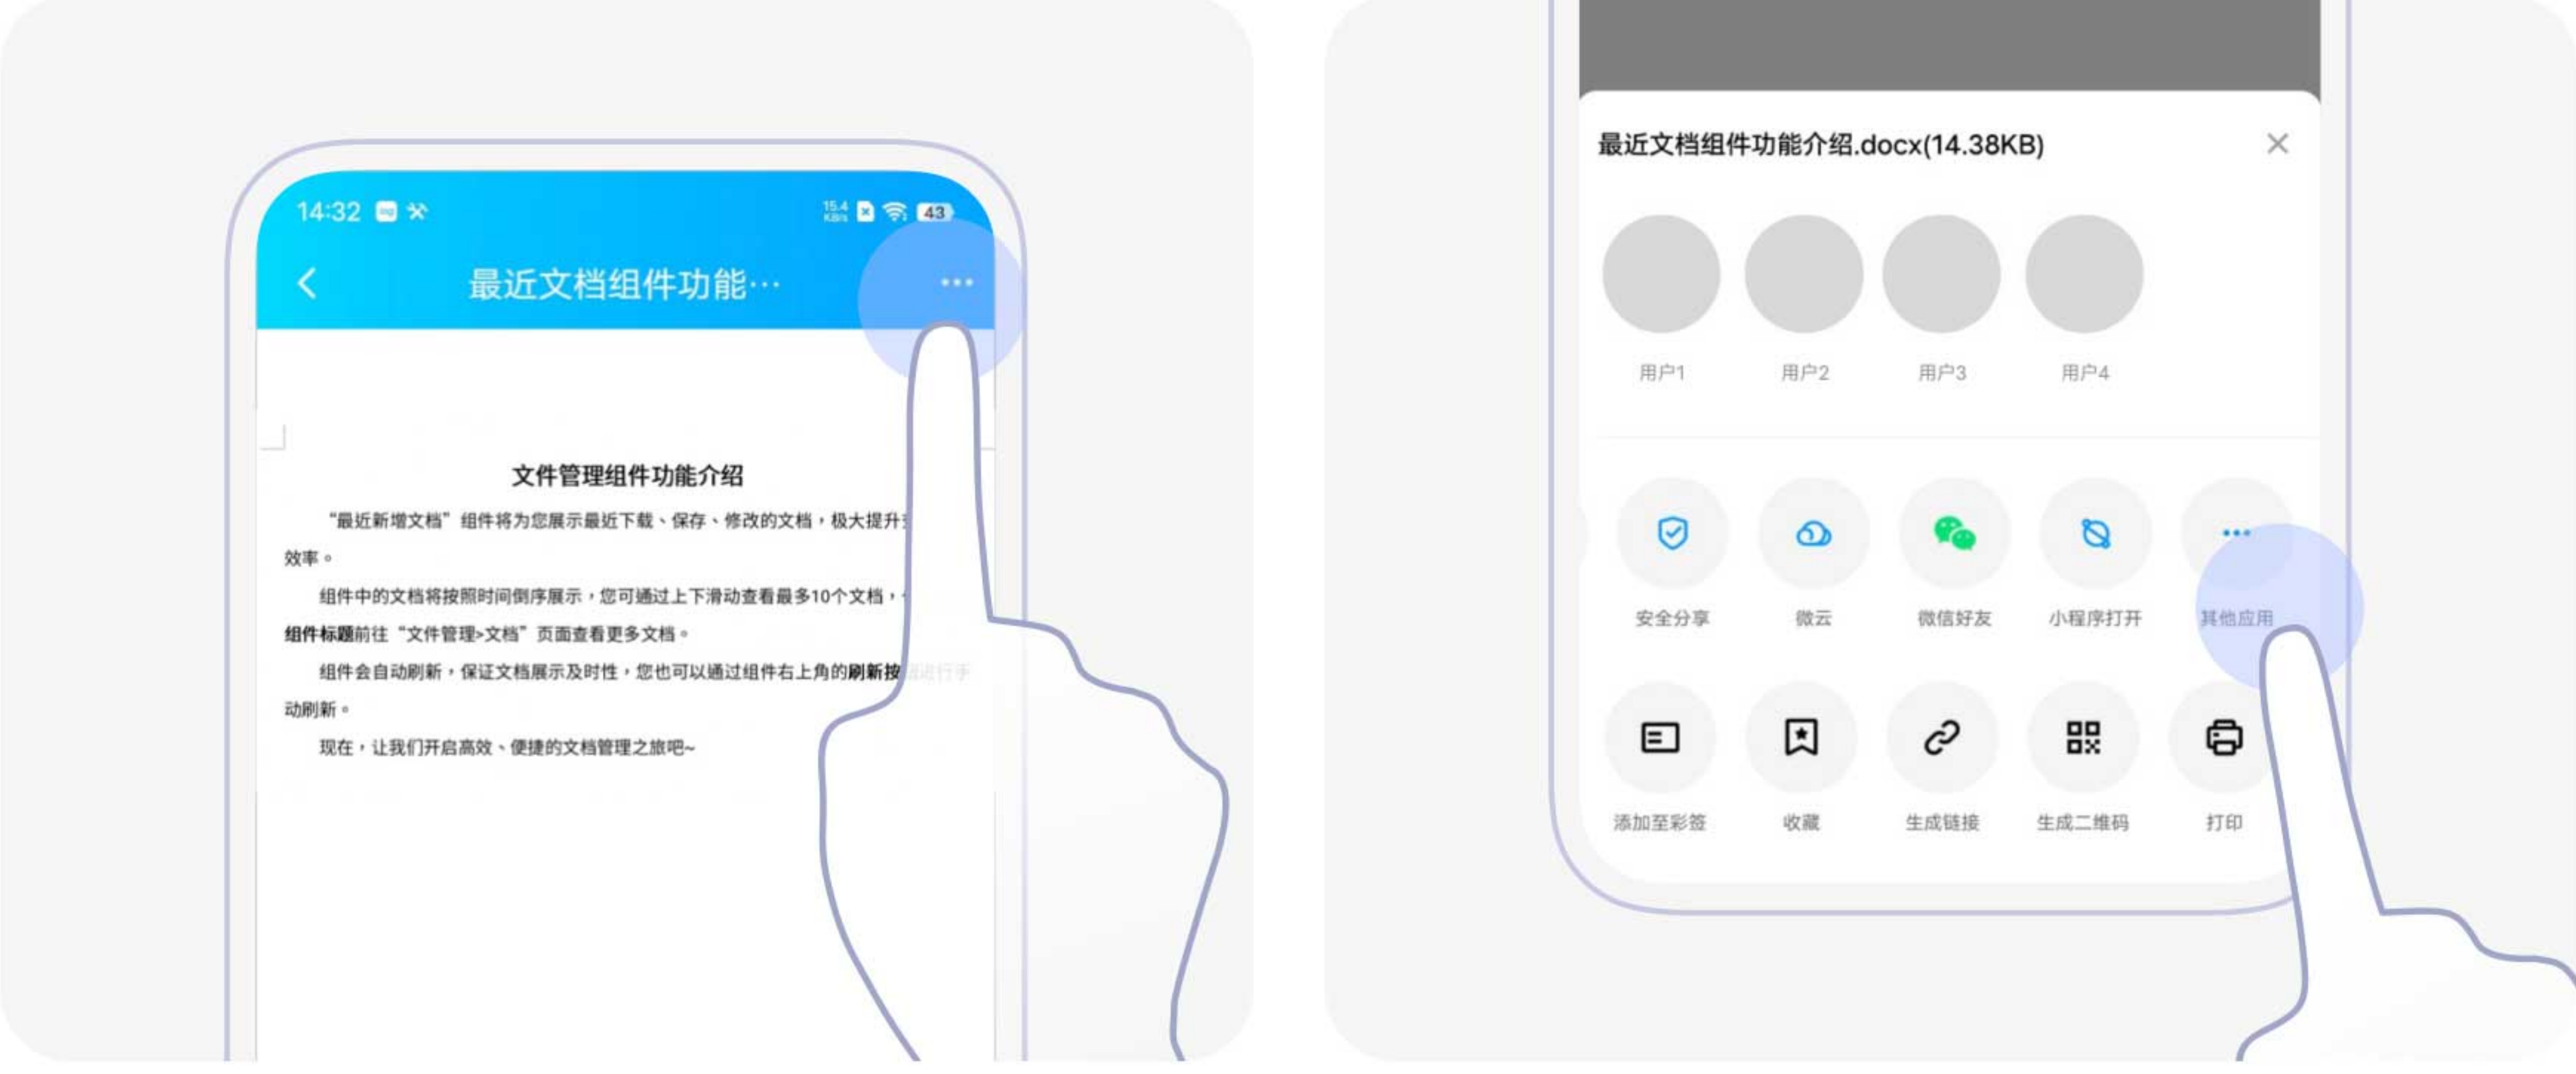 14:32
15.4
KB/s
43
最近文档组件功能…
文件管理组件功能介绍
“最近新增文档”组件将为您展示最近下载、保存、修改的文档，极大提升
效率。
组件中的文档将按照时间倒序展示，您可通过上下滑动查看最多10个文档，
组件标题前往“文件管理>文档”页面查看更多文档。
组件会自动刷新，保证文档展示及时性，您也可以通过组件右上角的刷新按钮进行手
动刷新。
现在，让我们开启高效、便捷的文档管理之旅吧~
最近文档组件功能介绍.docx(14.38KB)
用户1 用户2 用户3 用户4
安全分享 微云 微信好友 小程序打开 其他应用
添加至彩签 收藏 生成链接 生成二维码 打印